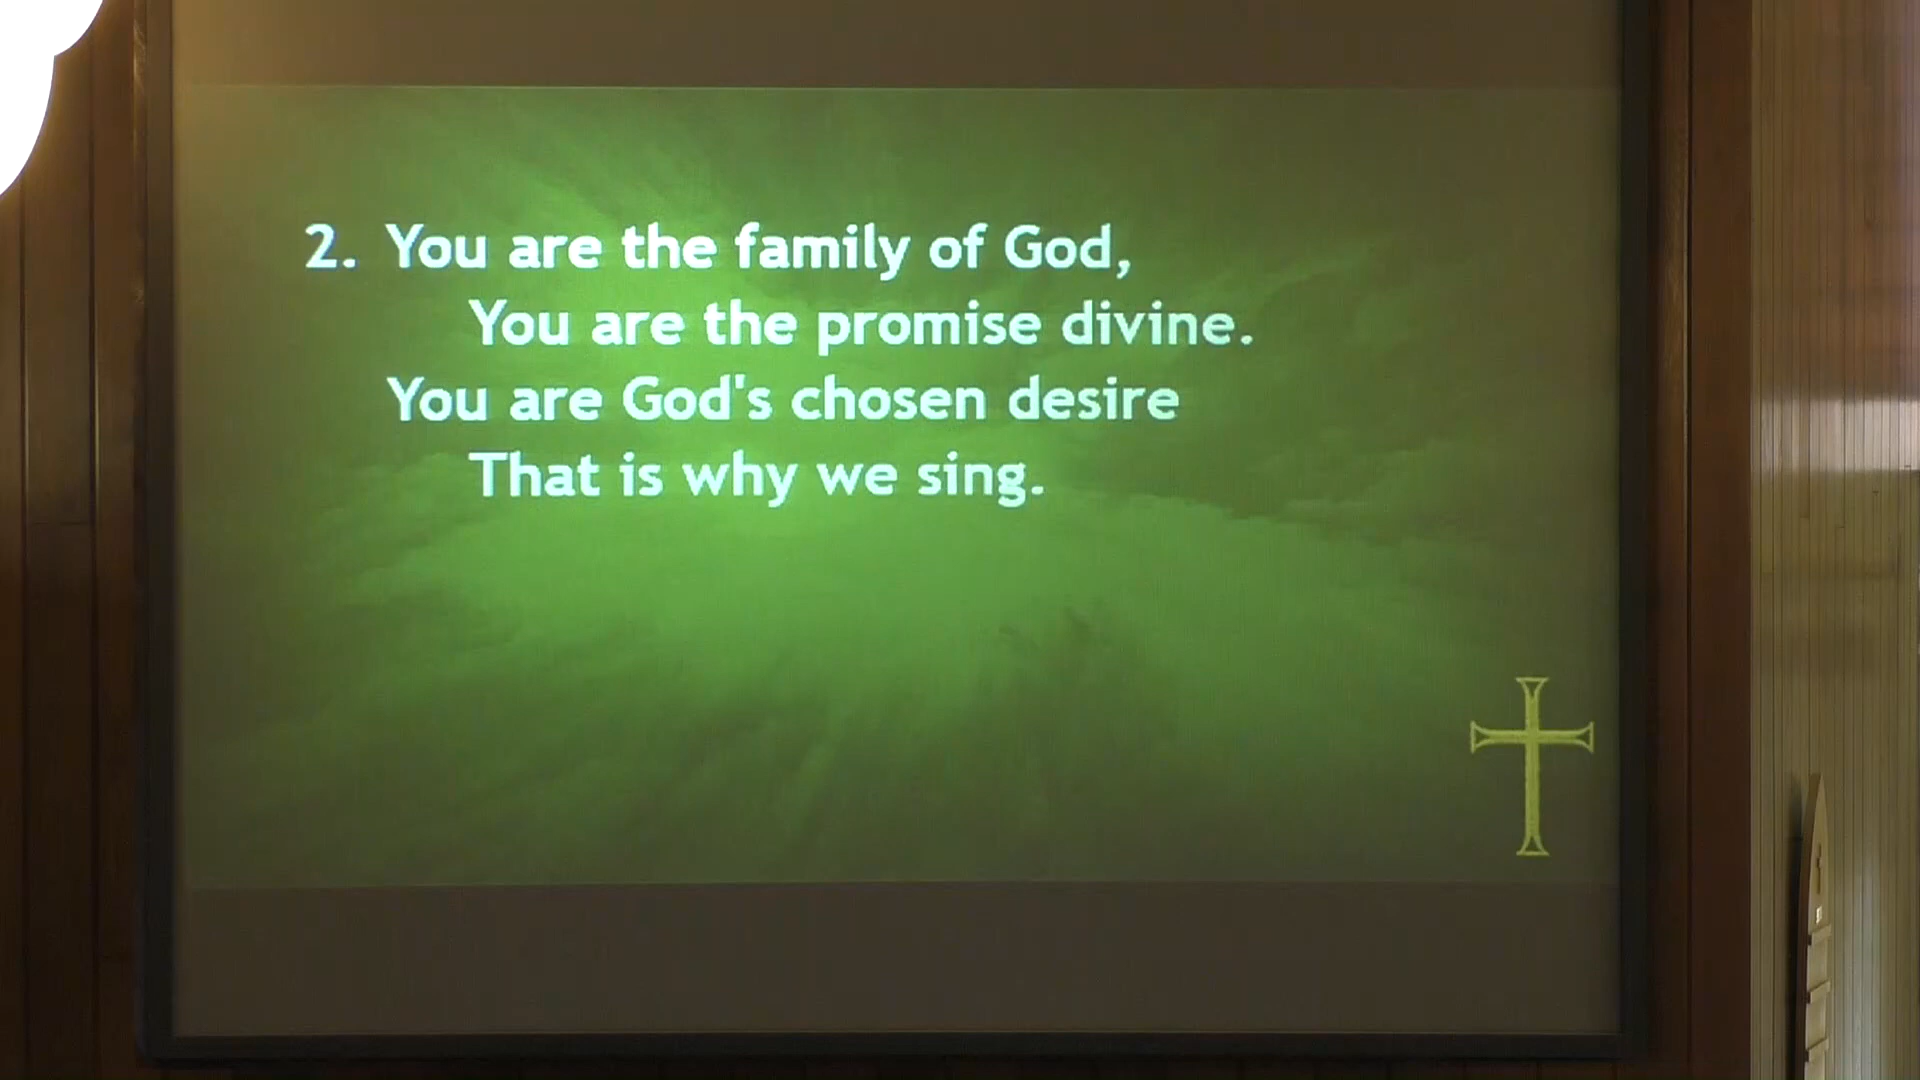 2. You are the family of God,
You are the promise divine.
You are God's chosen desire
That is why we sing.